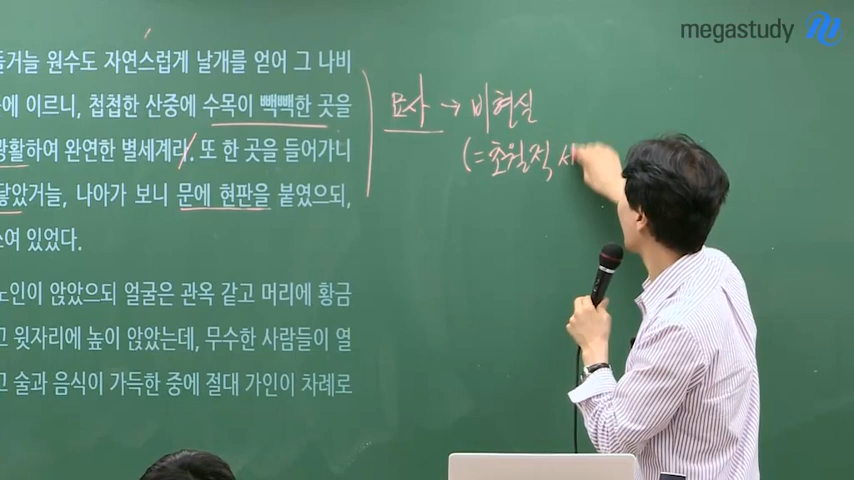 megastudy
들거늘 원수도 자연스럽게 날개를 얻어 그 나비
에 이르니, 첩첩한 산중에 수목이 빽빽한 곳을
광활하여 완연한 별세계라. 또 한 곳을 들어가니
닿았거늘, 나아가 보니 문에 현판을 붙였으되,
여 있었다.
노인이 앉았으되 얼굴은 관옥 같고 머리에 황금
고 윗자리에 높이 앉았는데, 무수한 사람들이 열
고 술과 음식이 가득한 중에 절대 가인이 차례로
묘사 → 비현실
(=초월적